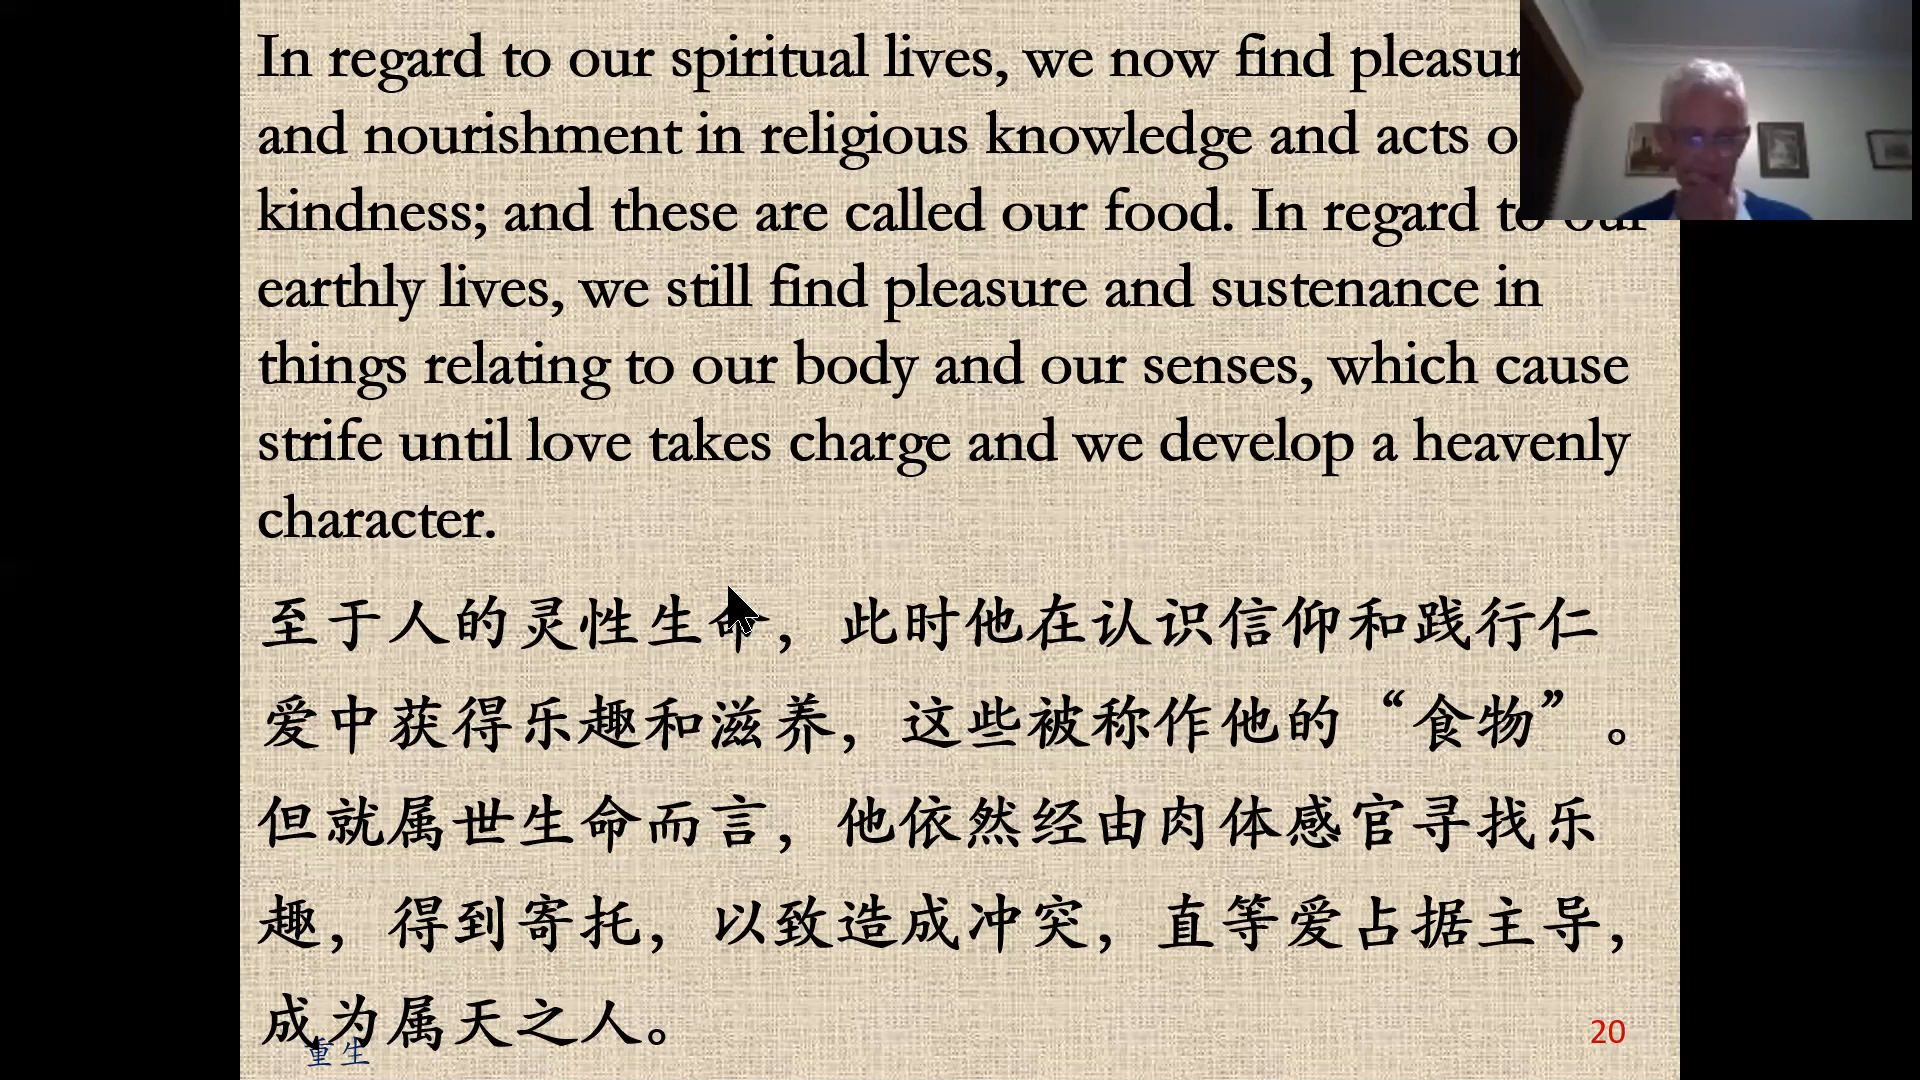 In regard to our spiritual lives, we now find
and nourishment in religious knowledge and acts
kindness; and these are called our food. In regard to our
earthly lives, we still find pleasure and sustenance in
things relating to our body and our senses, which cause
strife until love takes charge and we develop a heavenly
character.
至于人的灵性生命，此时他在认识信仰和践行仁
爱中获得乐趣和滋养，这些被称作他的“食物”。
但就属世生命而言，他依然经由肉体感官寻找乐
趣，得到寄托，以致造成冲突，直等爱占据主导，
成为属天之人。
重生
20